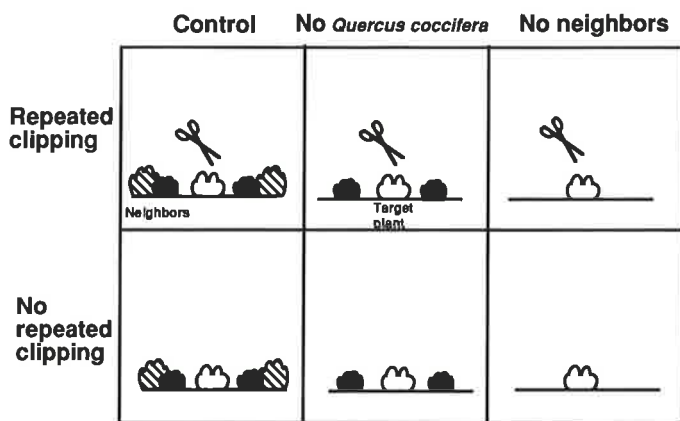 Control No Quercus coccifera No neighbors
Repeated
clipping
Neighbors
Target
plant
No
repeated
clipping